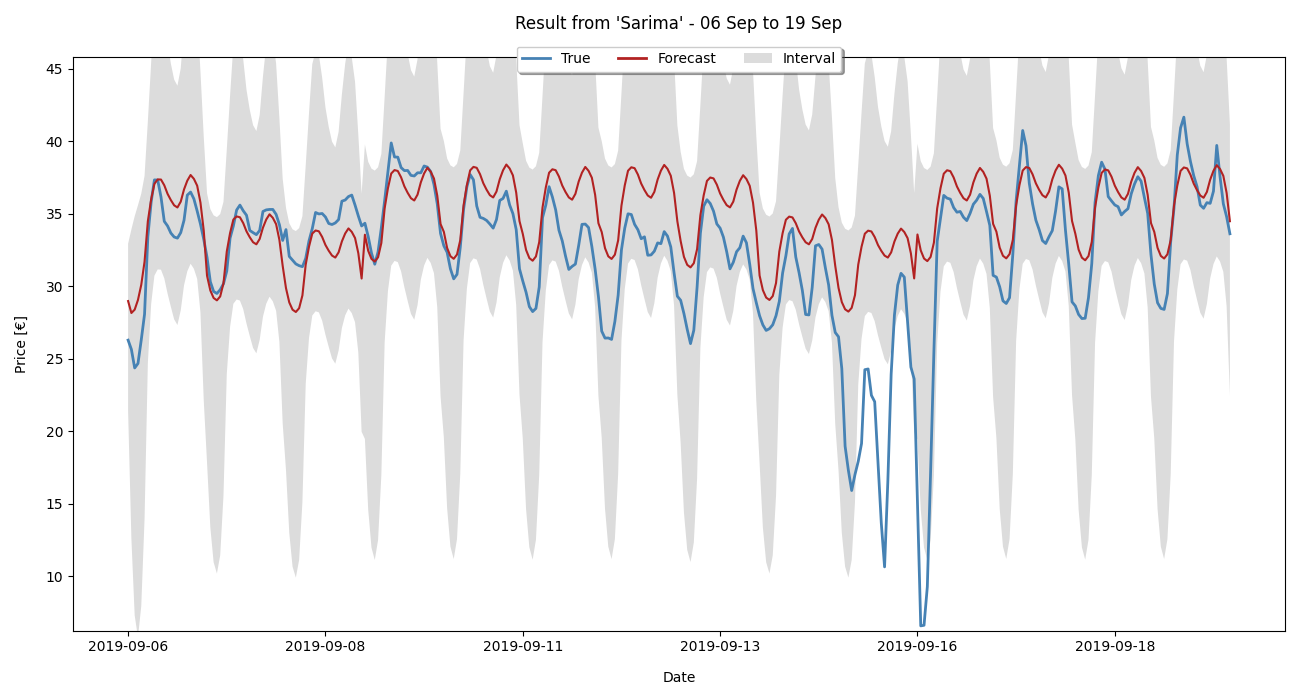 Result from 'Sarima' - 06 Sep to 19 Sep
True Forecast Interval
45
40
35
30
25
20
15
10
Price [€]
2019-09-06 2019-09-08 2019-09-11 2019-09-13 2019-09-16 2019-09-18
Date